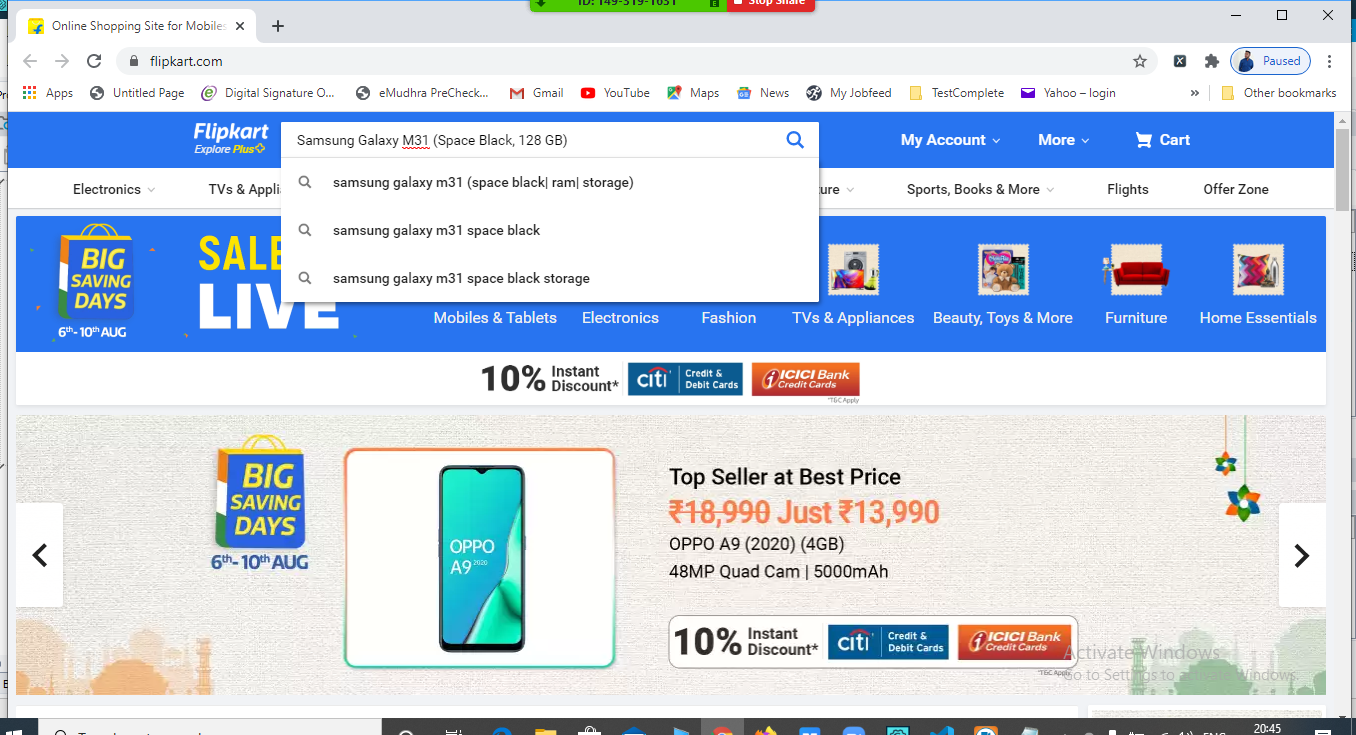 ID: 149-319-1631 Stop Share
Online Shopping Site for Mobiles
flipkart.com
Paused
Apps Untitled Page Digital Signature O... eMudhra PreCheck... Gmail YouTube Maps News My Jobfeed TestComplete Yahoo – login » Other bookmarks
Flipkart
Explore Plus
Samsung Galaxy M31 (Space Black, 128 GB)
My Account More Cart
samsung galaxy m31 (space black| ram| storage)
samsung galaxy m31 space black
samsung galaxy m31 space black storage
Electronics TVs & Appli ure Sports, Books & More Flights Offer Zone
BIG
SAVING
DAYS
6th-10th AUG
SALE
LIVE
Mobiles & Tablets Electronics Fashion TVs & Appliances Beauty, Toys & More Furniture Home Essentials
10% Instant
Discount*
citi Credit &
Debit Cards
ICICI Bank
Credit Cards
*T&C Apply
BIG
SAVING
DAYS
6th-10th AUG
OPPO
A9 2020
Top Seller at Best Price
₹18,990 Just ₹13,990
OPPO A9 (2020) (4GB)
48MP Quad Cam | 5000mAh
10% Instant
Discount*
citi Credit &
Debit Cards
ICICI Bank
Credit Cards
*T&C Apply
Activate Windows
Go to Settings to activate Windows.
20:45
ENG